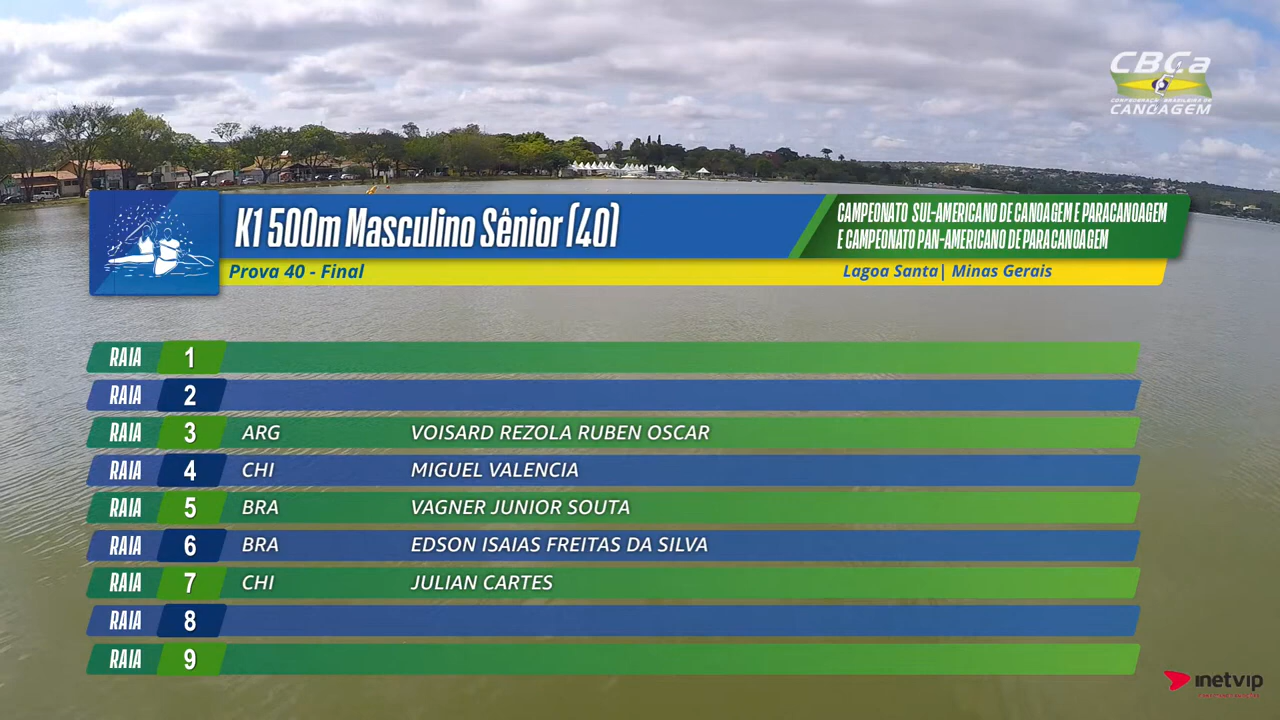 CBCa
CONFEDERAÇÃO BRASILEIRA DE
CANOAGEM
K1 500m Masculino Sênior (40)
CAMPEONATO SUL-AMERICANO DE CANOAGEM E PARACANOAGEM
E CAMPEONATO PAN-AMERICANO DE PARACANOAGEM
Prova 40 - Final
Lagoa Santa| Minas Gerais
RAIA 1
RAIA 2
RAIA 3 ARG VOISARD REZOLA RUBEN OSCAR
RAIA 4 CHI MIGUEL VALENCIA
RAIA 5 BRA VAGNER JUNIOR SOUTA
RAIA 6 BRA EDSON ISAIAS FREITAS DA SILVA
RAIA 7 CHI JULIAN CARTES
RAIA 8
RAIA 9
inetvip